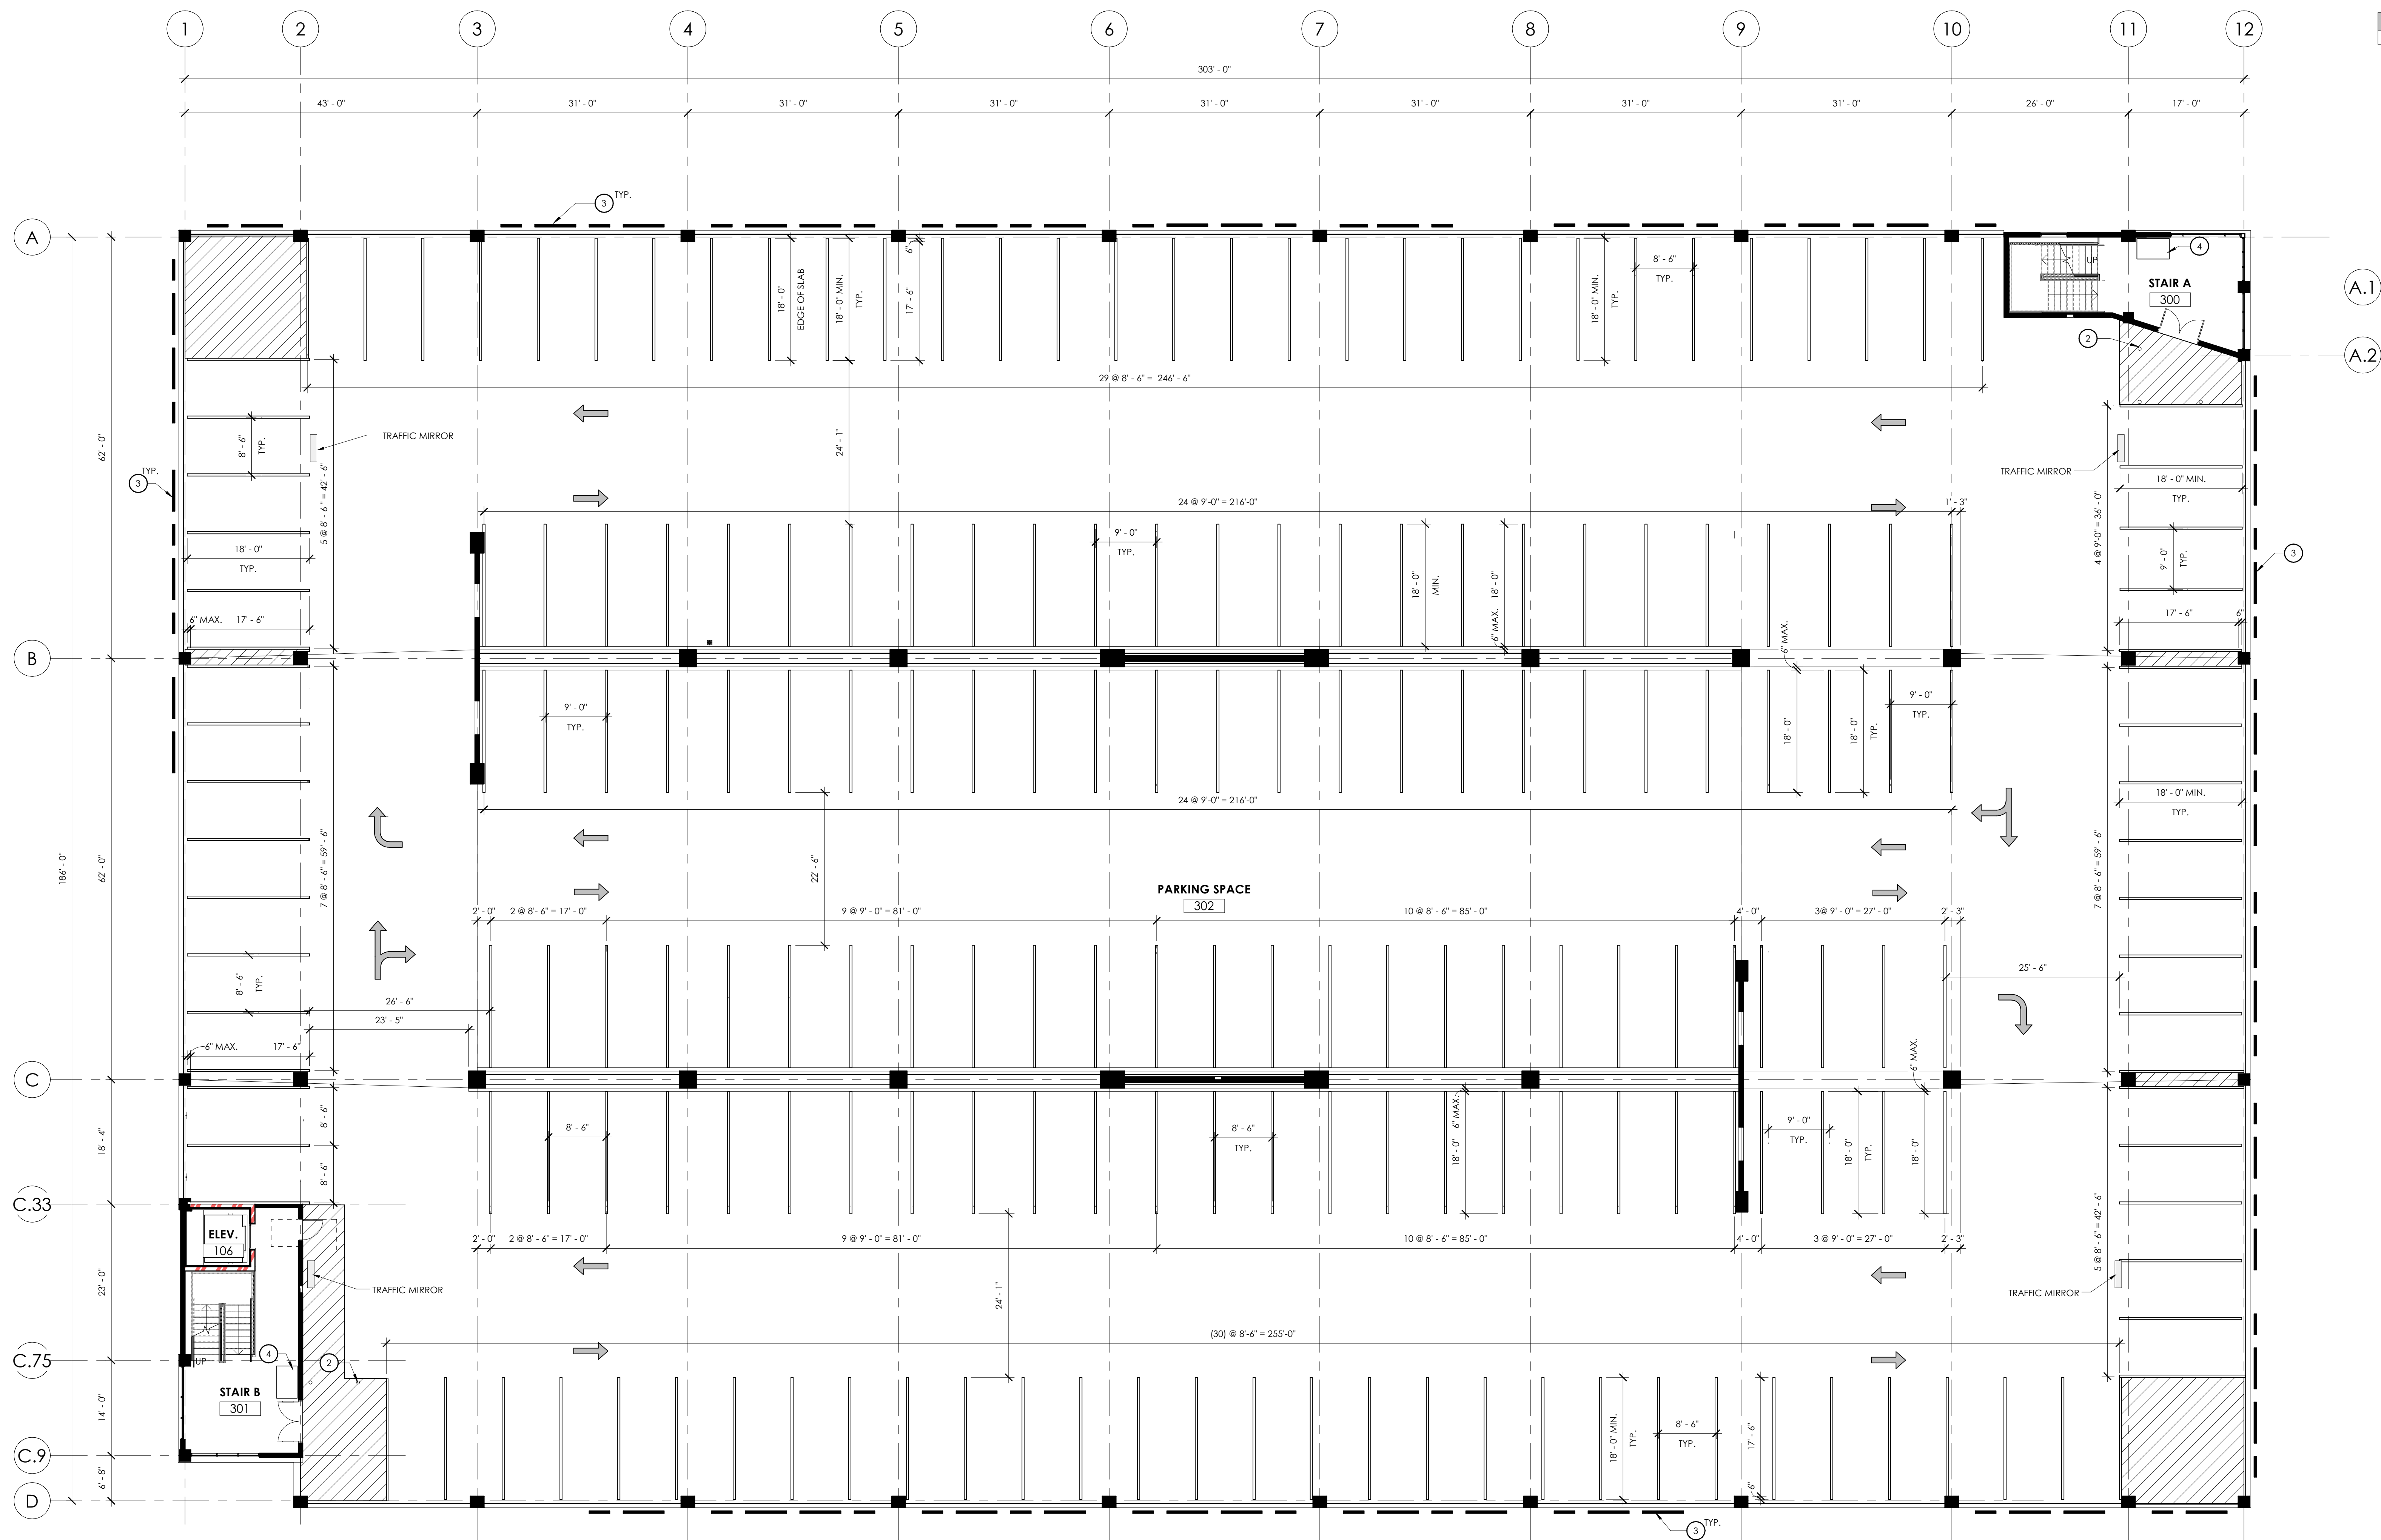 1 2 3 4 5 6 7 8 9 10 11 12
303' - 0"
43' - 0" 31' - 0" 31' - 0" 31' - 0" 31' - 0" 31' - 0" 31' - 0" 31' - 0" 26' - 0" 17' - 0"
3 TYP.
A
UP
4
STAIR A
300
A.1
2
A.2
8' - 6"
TYP.
18' - 0"
EDGE OF SLAB
18' - 0" MIN.
TYP.
6"
17' - 6"
18' - 0" MIN.
TYP.
29 @ 8' - 6" = 246' - 6"
24' - 1"
TRAFFIC MIRROR
8' - 6"
TYP.
5 @ 8' - 6" = 42' - 6"
62' - 0"
TYP.
3
TRAFFIC MIRROR
18' - 0" MIN.
TYP.
4 @ 9'-0" = 36' - 0"
9' - 0"
TYP.
3
24 @ 9'-0" = 216'-0"
1' - 3"
9' - 0"
TYP.
18' - 0"
TYP.
18' - 0"
MIN.
18' - 0"
6" MAX.
6" MAX.
6" MAX. 17' - 6"
17' - 6" 6"
B
9' - 0"
TYP.
18' - 0"
18' - 0"
TYP.
9' - 0"
TYP.
24 @ 9'-0" = 216'-0"
18' - 0" MIN.
TYP.
186' - 0"
62' - 0"
7 @ 8' - 6" = 59' - 6"
22' - 6"
7 @ 8' - 6" = 59' - 6"
PARKING SPACE
302
2' - 0" 2 @ 8'- 6" = 17' - 0" 9 @ 9' - 0" = 81' - 0" 10 @ 8' - 6" = 85' - 0" 4' - 0" 3@ 9' - 0" = 27' - 0" 2' - 3"
8' - 6"
TYP.
26' - 6"
23' - 5"
25' - 6"
6" MAX. 17' - 6"
6" MAX.
C
8' - 6"
8' - 6"
18' - 4"
8' - 6"
8' - 6"
TYP.
6" MAX.
18' - 0"
9' - 0"
TYP.
18' - 0"
TYP.
18' - 0"
C.33
ELEV.
106
2' - 0" 2 @ 8' - 6" = 17' - 0" 9 @ 9' - 0" = 81' - 0" 10 @ 8' - 6" = 85' - 0" 4' - 0" 3 @ 9' - 0" = 27' - 0" 2' - 3"
5 @ 8' - 6" = 42' - 6"
23' - 0"
TRAFFIC MIRROR
24' - 1"
TRAFFIC MIRROR
(30) @ 8'-6" = 255'-0"
C.75
UP
4
2
STAIR B
301
14' - 0"
18' - 0" MIN.
TYP.
8' - 6"
TYP.
17' - 6"
6"
C.9
6' - 8"
D
3 TYP.